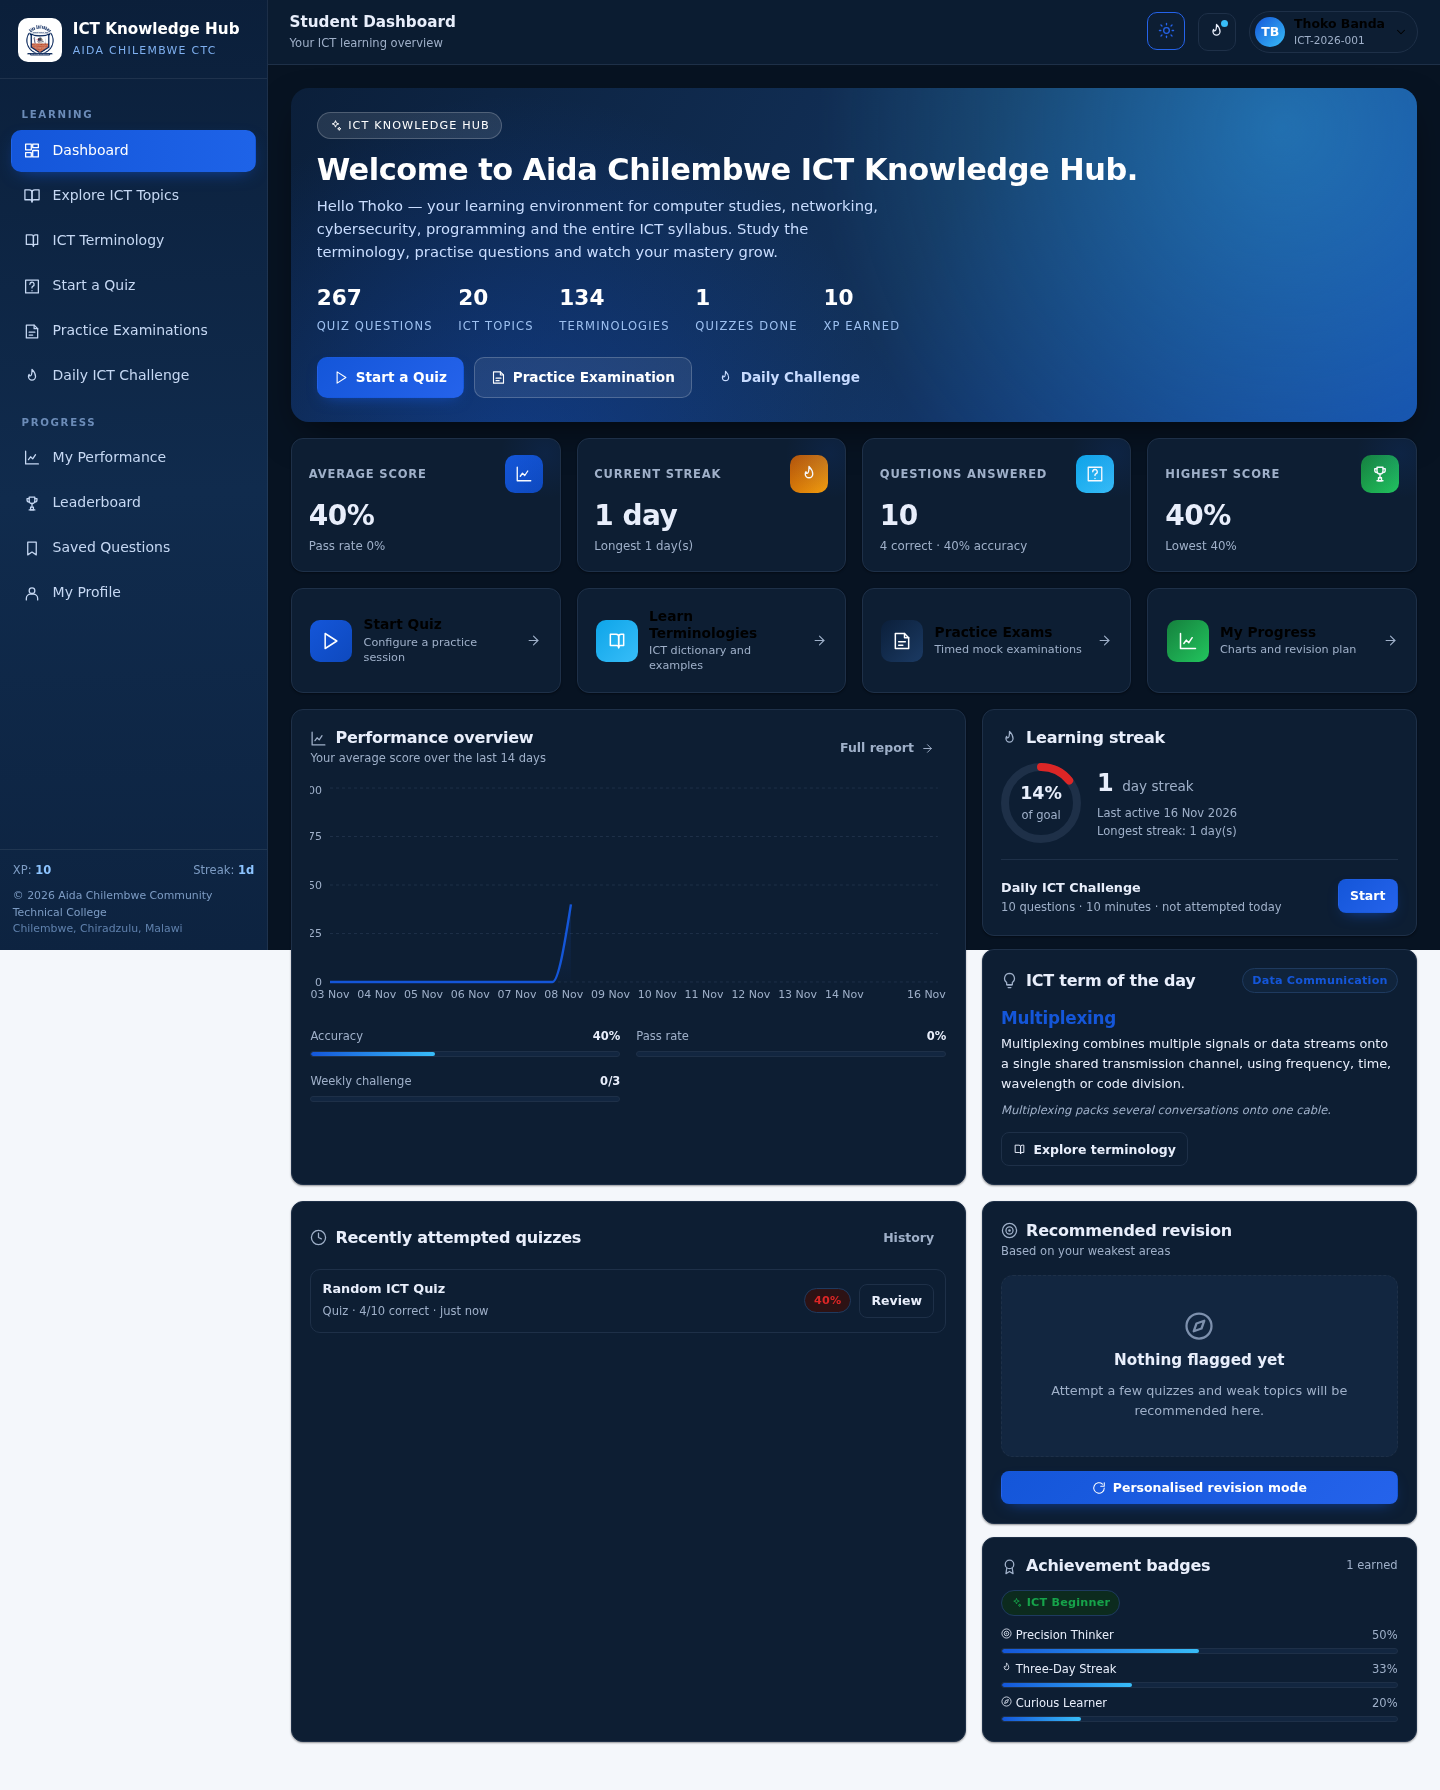 ICT Knowledge Hub
AIDA CHILEMBWE CTC
LEARNING
Dashboard
Explore ICT Topics
ICT Terminology
Start a Quiz
Practice Examinations
Daily ICT Challenge
PROGRESS
My Performance
Leaderboard
Saved Questions
My Profile
XP: 10
Streak: 1d
© 2026 Aida Chilembwe Community
Technical College
Chilembwe, Chiradzulu, Malawi
Student Dashboard
Your ICT learning overview
TB
Thoko Banda
ICT-2026-001
ICT KNOWLEDGE HUB
Welcome to Aida Chilembwe ICT Knowledge Hub.
Hello Thoko — your learning environment for computer studies, networking,
cybersecurity, programming and the entire ICT syllabus. Study the
terminology, practise questions and watch your mastery grow.
267
QUIZ QUESTIONS
20
ICT TOPICS
134
TERMINOLOGIES
1
QUIZZES DONE
10
XP EARNED
Start a Quiz
Practice Examination
Daily Challenge
AVERAGE SCORE
40%
Pass rate 0%
CURRENT STREAK
1 day
Longest 1 day(s)
QUESTIONS ANSWERED
10
4 correct · 40% accuracy
HIGHEST SCORE
40%
Lowest 40%
Start Quiz
Configure a practice
session
Learn
Terminologies
ICT dictionary and
examples
Practice Exams
Timed mock examinations
My Progress
Charts and revision plan
Performance overview
Your average score over the last 14 days
Full report
00
75
50
25
0
03 Nov 04 Nov 05 Nov 06 Nov 07 Nov 08 Nov 09 Nov 10 Nov 11 Nov 12 Nov 13 Nov 14 Nov 16 Nov
Accuracy 40%
Pass rate 0%
Weekly challenge 0/3
Learning streak
14%
of goal
1 day streak
Last active 16 Nov 2026
Longest streak: 1 day(s)
Daily ICT Challenge
10 questions · 10 minutes · not attempted today
Start
ICT term of the day
Data Communication
Multiplexing
Multiplexing combines multiple signals or data streams onto
a single shared transmission channel, using frequency, time,
wavelength or code division.
Multiplexing packs several conversations onto one cable.
Explore terminology
Recently attempted quizzes
History
Random ICT Quiz
Quiz · 4/10 correct · just now
40%
Review
Recommended revision
Based on your weakest areas
Nothing flagged yet
Attempt a few quizzes and weak topics will be
recommended here.
Personalised revision mode
Achievement badges
1 earned
ICT Beginner
Precision Thinker 50%
Three-Day Streak 33%
Curious Learner 20%